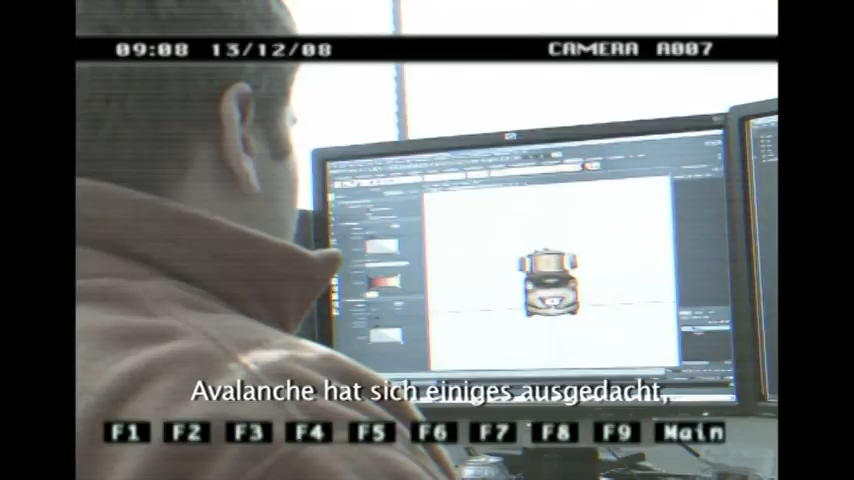 09:08 13/12/08 CAMERA A007
Avalanche hat sich einiges ausgedacht,
F1 F2 F3 F4 F5 F6 F7 F8 F9 Main